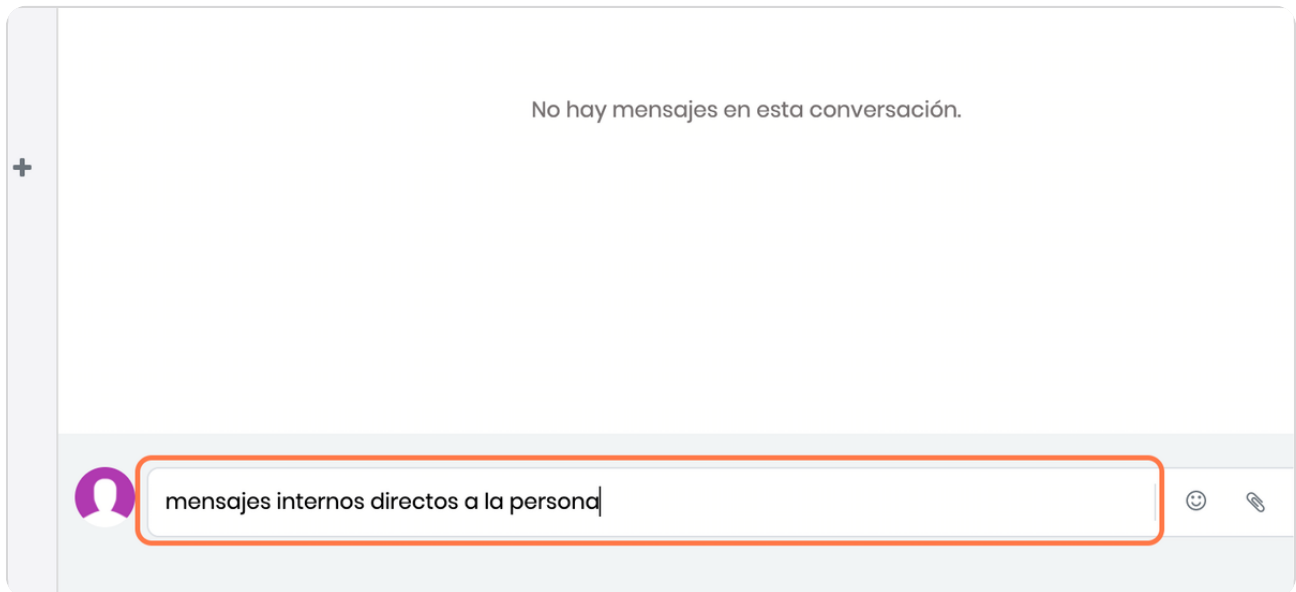 No hay mensajes en esta conversación.
mensajes internos directos a la persona